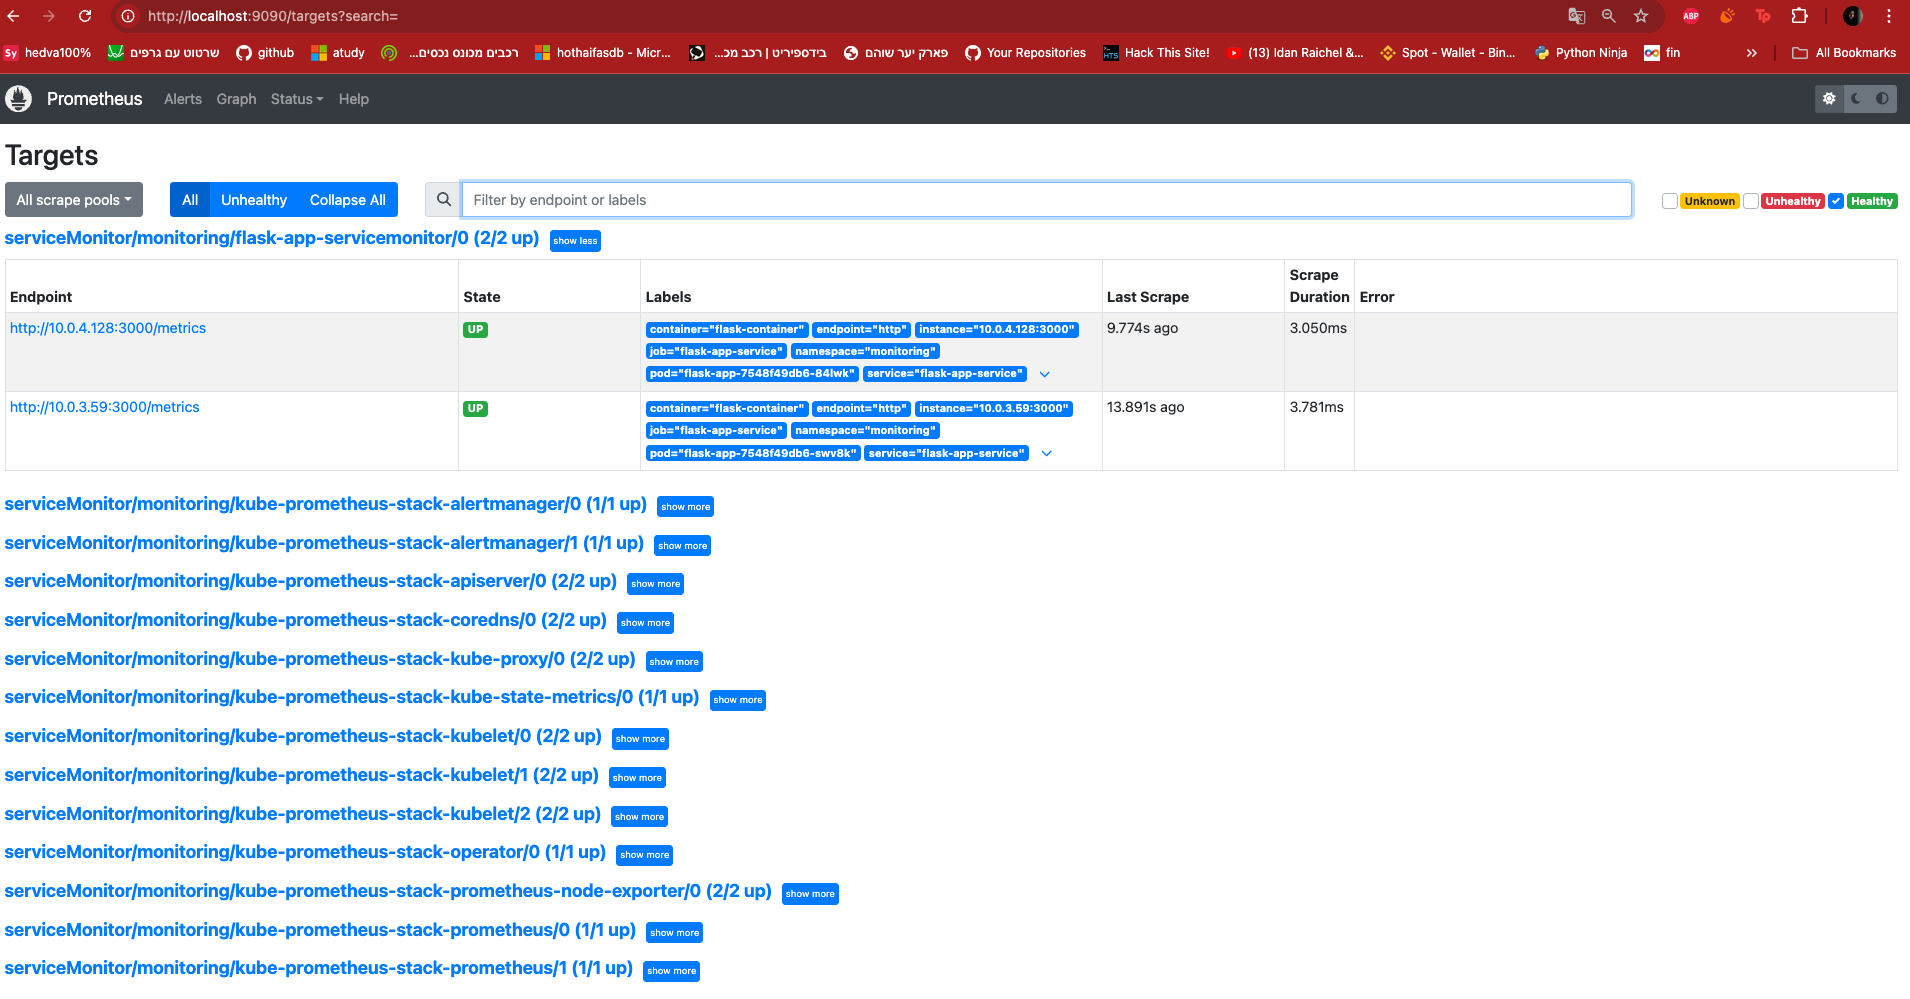 http://localhost:9090/targets?search=
hedva100% שרטוט עם גרפים github atudy רכבים מכונס נכסים... hothaifasdb - Micr... בידספיריט | רכב מכ... פארק יער שוהם Your Repositories Hack This Site! (13) Idan Raichel &... Spot - Wallet - Bin... Python Ninja fin » All Bookmarks
Prometheus Alerts Graph Status Help
Targets
All scrape pools All Unhealthy Collapse All Filter by endpoint or labels Unknown Unhealthy Healthy
serviceMonitor/monitoring/flask-app-servicemonitor/0 (2/2 up) show less
Endpoint State Labels Last Scrape Scrape Duration Error
http://10.0.4.128:3000/metrics UP container="flask-container" endpoint="http" instance="10.0.4.128:3000" 9.774s ago 3.050ms
job="flask-app-service" namespace="monitoring"
pod="flask-app-7548f49db6-84lwk" service="flask-app-service"
http://10.0.3.59:3000/metrics UP container="flask-container" endpoint="http" instance="10.0.3.59:3000" 13.891s ago 3.781ms
job="flask-app-service" namespace="monitoring"
pod="flask-app-7548f49db6-swv8k" service="flask-app-service"
serviceMonitor/monitoring/kube-prometheus-stack-alertmanager/0 (1/1 up) show more
serviceMonitor/monitoring/kube-prometheus-stack-alertmanager/1 (1/1 up) show more
serviceMonitor/monitoring/kube-prometheus-stack-apiserver/0 (2/2 up) show more
serviceMonitor/monitoring/kube-prometheus-stack-coredns/0 (2/2 up) show more
serviceMonitor/monitoring/kube-prometheus-stack-kube-proxy/0 (2/2 up) show more
serviceMonitor/monitoring/kube-prometheus-stack-kube-state-metrics/0 (1/1 up) show more
serviceMonitor/monitoring/kube-prometheus-stack-kubelet/0 (2/2 up) show more
serviceMonitor/monitoring/kube-prometheus-stack-kubelet/1 (2/2 up) show more
serviceMonitor/monitoring/kube-prometheus-stack-kubelet/2 (2/2 up) show more
serviceMonitor/monitoring/kube-prometheus-stack-operator/0 (1/1 up) show more
serviceMonitor/monitoring/kube-prometheus-stack-prometheus-node-exporter/0 (2/2 up) show more
serviceMonitor/monitoring/kube-prometheus-stack-prometheus/0 (1/1 up) show more
serviceMonitor/monitoring/kube-prometheus-stack-prometheus/1 (1/1 up) show more